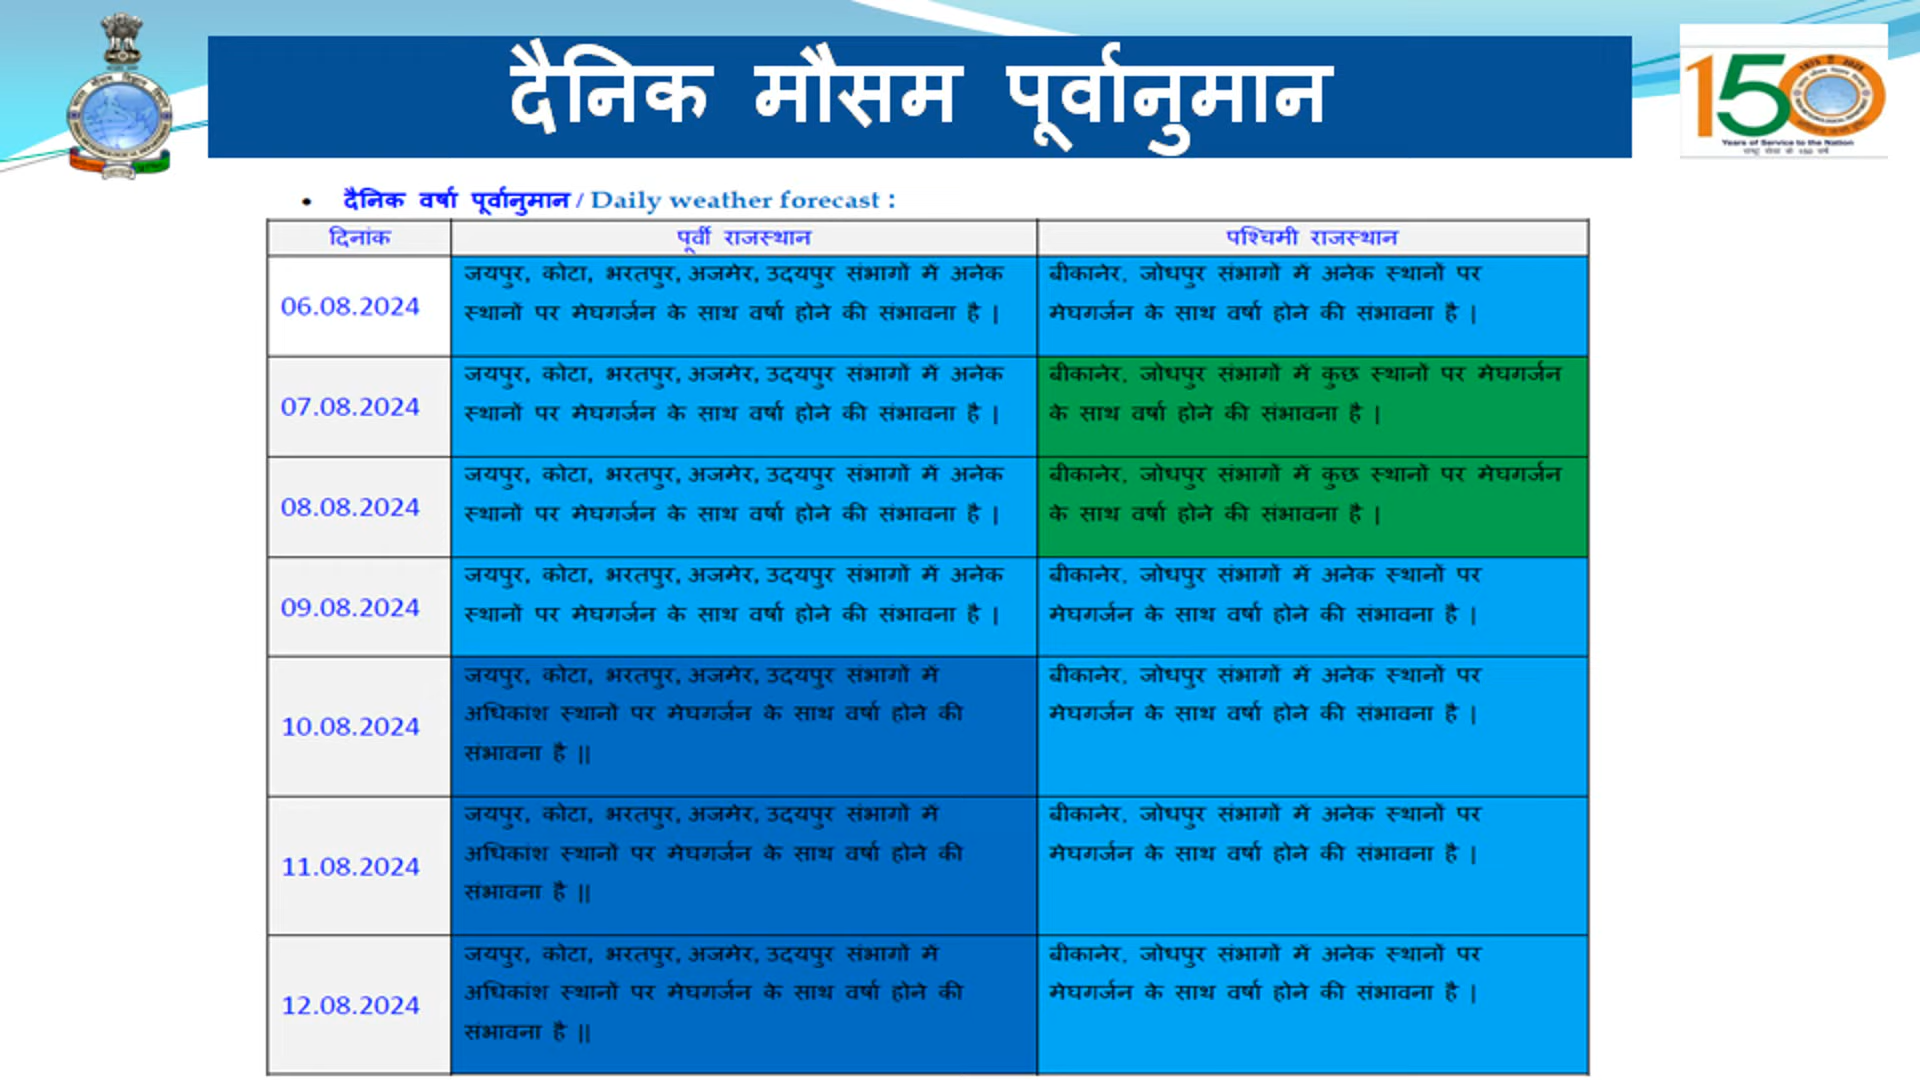 दैनिक मौसम पूर्वानुमान
150
Years of Service to the Nation
• दैनिक वर्षा पूर्वानुमान / Daily weather forecast :
दिनांक पूर्वी राजस्थान पश्चिमी राजस्थान
06.08.2024
जयपुर, कोटा, भरतपुर, अजमेर, उदयपुर संभागों में अनेक
स्थानों पर मेघगर्जन के साथ वर्षा होने की संभावना है |
बीकानेर, जोधपुर संभागों में अनेक स्थानों पर
मेघगर्जन के साथ वर्षा होने की संभावना है |
07.08.2024
जयपुर, कोटा, भरतपुर, अजमेर, उदयपुर संभागों में अनेक
स्थानों पर मेघगर्जन के साथ वर्षा होने की संभावना है |
बीकानेर, जोधपुर संभागों में कुछ स्थानों पर मेघगर्जन
के साथ वर्षा होने की संभावना है |
08.08.2024
जयपुर, कोटा, भरतपुर, अजमेर, उदयपुर संभागों में अनेक
स्थानों पर मेघगर्जन के साथ वर्षा होने की संभावना है |
बीकानेर, जोधपुर संभागों में कुछ स्थानों पर मेघगर्जन
के साथ वर्षा होने की संभावना है |
09.08.2024
जयपुर, कोटा, भरतपुर, अजमेर, उदयपुर संभागों में अनेक
स्थानों पर मेघगर्जन के साथ वर्षा होने की संभावना है |
बीकानेर, जोधपुर संभागों में अनेक स्थानों पर
मेघगर्जन के साथ वर्षा होने की संभावना है |
10.08.2024
जयपुर, कोटा, भरतपुर, अजमेर, उदयपुर संभागों में
अधिकांश स्थानों पर मेघगर्जन के साथ वर्षा होने की
संभावना है ||
बीकानेर, जोधपुर संभागों में अनेक स्थानों पर
मेघगर्जन के साथ वर्षा होने की संभावना है |
11.08.2024
जयपुर, कोटा, भरतपुर, अजमेर, उदयपुर संभागों में
अधिकांश स्थानों पर मेघगर्जन के साथ वर्षा होने की
संभावना है ||
बीकानेर, जोधपुर संभागों में अनेक स्थानों पर
मेघगर्जन के साथ वर्षा होने की संभावना है |
12.08.2024
जयपुर, कोटा, भरतपुर, अजमेर, उदयपुर संभागों में
अधिकांश स्थानों पर मेघगर्जन के साथ वर्षा होने की
संभावना है ||
बीकानेर, जोधपुर संभागों में अनेक स्थानों पर
मेघगर्जन के साथ वर्षा होने की संभावना है |